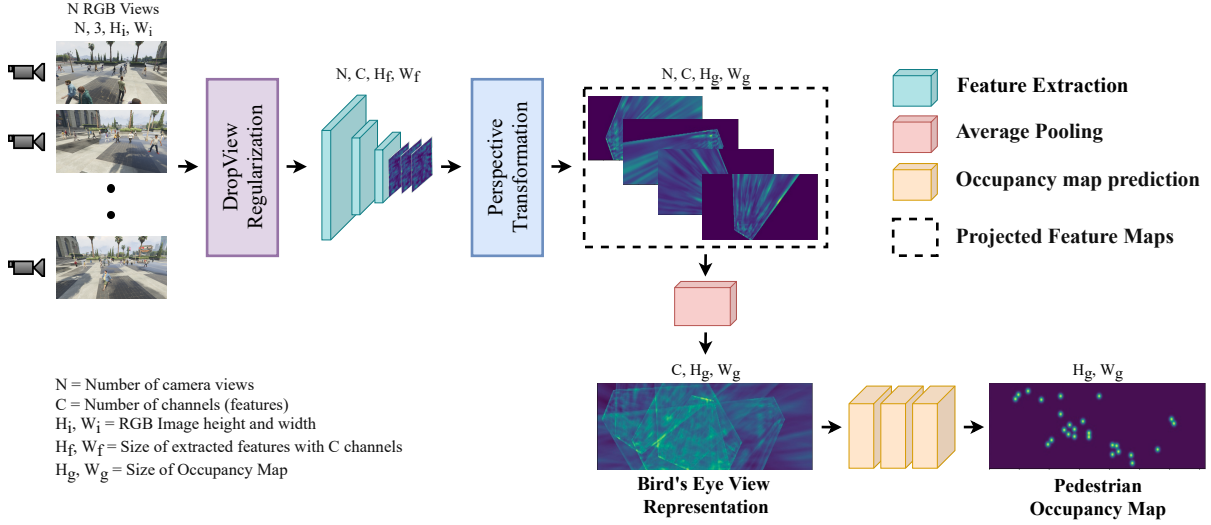 N RGB Views
N, 3, Hi, Wi
DropView
Regularization
N, C, Hf, Wf
Perspective
Transformation
N, C, Hg, Wg
Feature Extraction
Average Pooling
Occupancy map prediction
Projected Feature Maps
N = Number of camera views
C = Number of channels (features)
Hi, Wi = RGB Image height and width
Hf, Wf = Size of extracted features with C channels
Hg, Wg = Size of Occupancy Map
C, Hg, Wg
Bird's Eye View
Representation
Hg, Wg
Pedestrian
Occupancy Map